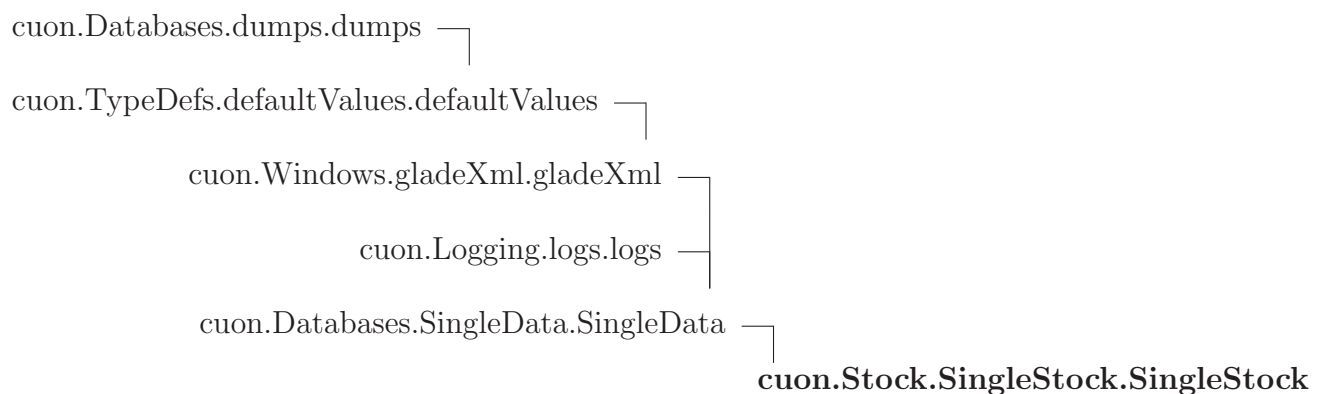 cuon.Databases.dumps.dumps
cuon.TypeDefs.defaultValues.defaultValues
cuon.Windows.gladeXml.gladeXml
cuon.Logging.logs.logs
cuon.Databases.SingleData.SingleData
cuon.Stock.SingleStock.SingleStock